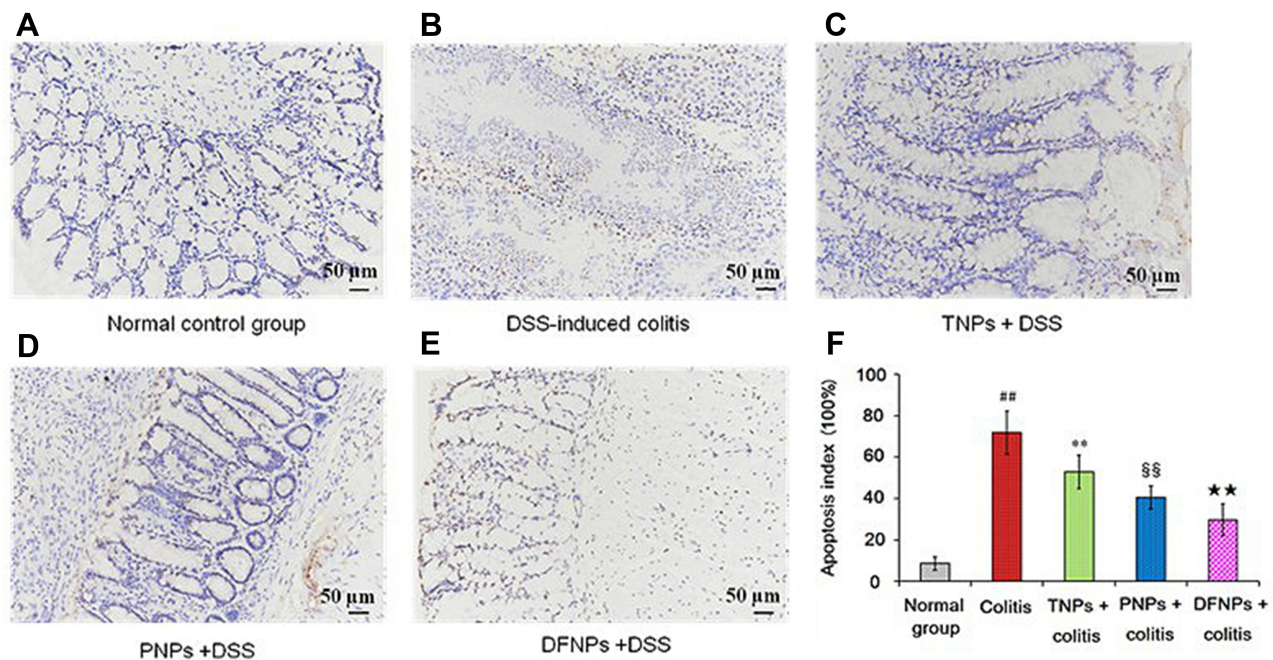 A
B
C
50 µm
50 µm
50 µm
Normal control group
DSS-induced colitis
TNPs + DSS
D
E
F
50 µm
50 µm
PNPs +DSS
DFNPs +DSS
Apoptosis index (100%)
100
80
60
40
20
0
##
**
§§
★★
Normal
group
Colitis
TNPs +
colitis
PNPs +
colitis
DFNPs +
colitis